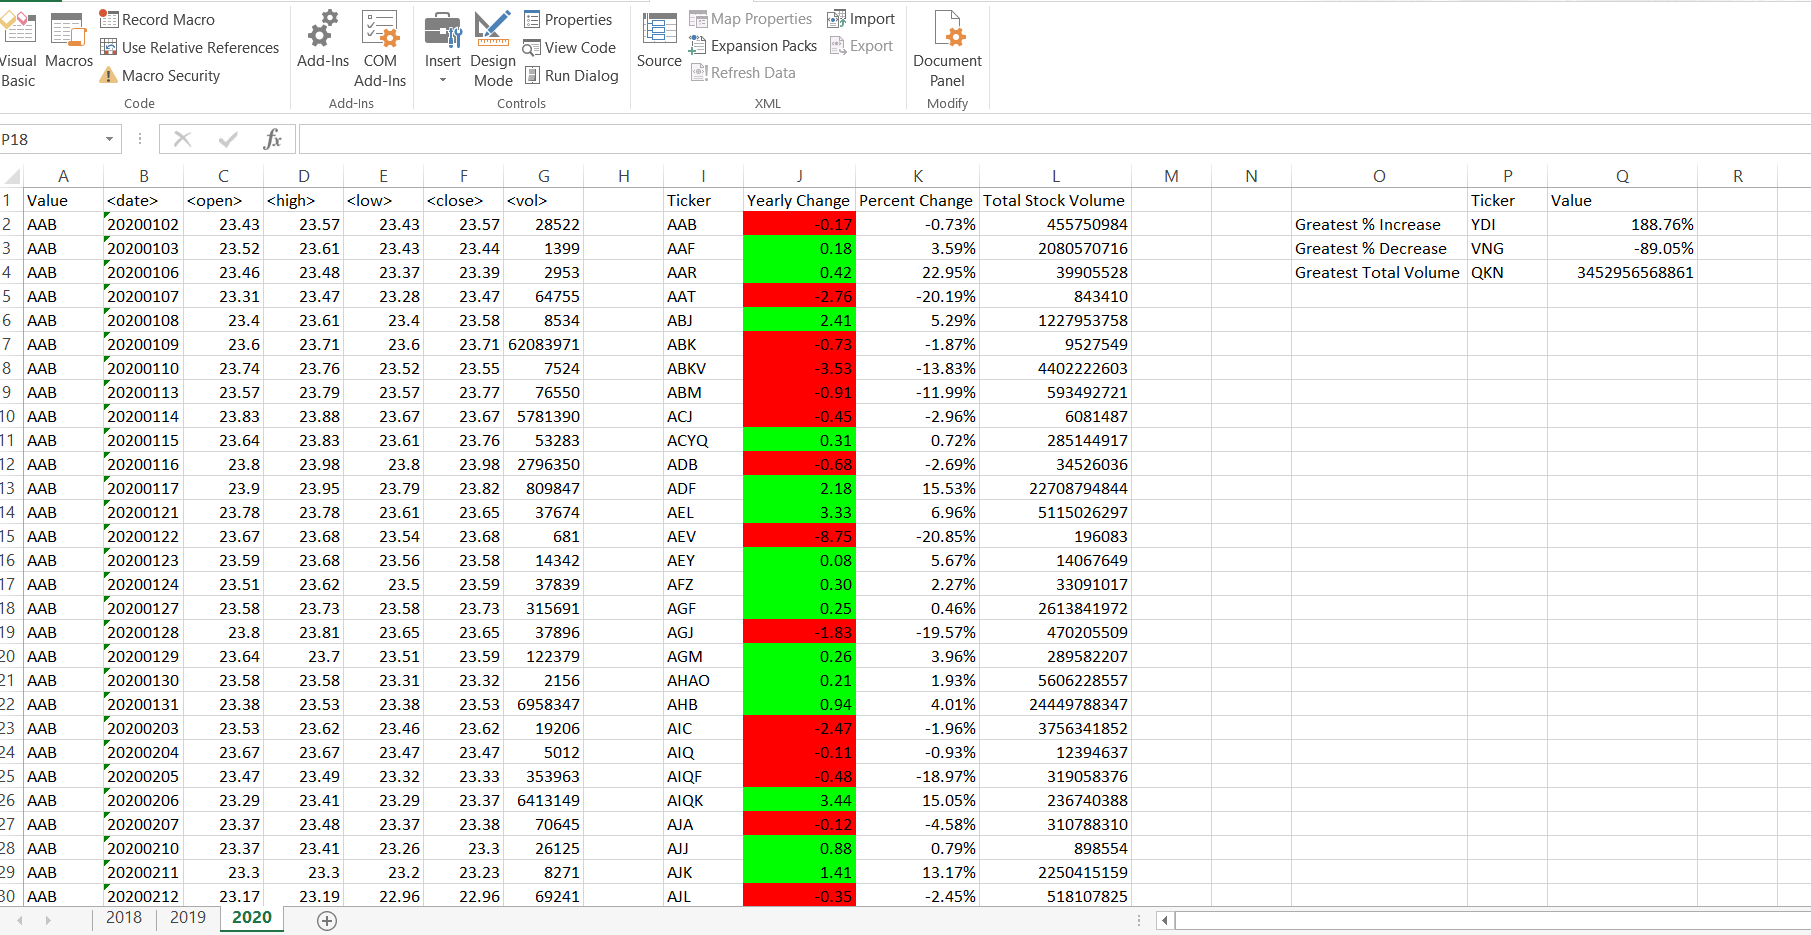 Visual Basic
Macros
Record Macro
Use Relative References
Macro Security
Code
Add-Ins
COM Add-Ins
Add-Ins
Insert
Design Mode
Properties
View Code
Run Dialog
Controls
Source
Map Properties
Expansion Packs
Refresh Data
Import
Export
XML
Document Panel
Modify
P18
fx
A B C D E F G H I J K L M N O P Q R
1 Value <date> <open> <high> <low> <close> <vol> Ticker Yearly Change Percent Change Total Stock Volume Ticker Value
2 AAB 20200102 23.43 23.57 23.43 23.57 28522 AAB -0.17 -0.73% 455750984 Greatest % Increase YDI 188.76%
3 AAB 20200103 23.52 23.61 23.43 23.44 1399 AAF 0.18 3.59% 2080570716 Greatest % Decrease VNG -89.05%
4 AAB 20200106 23.46 23.48 23.37 23.39 2953 AAR 0.42 22.95% 39905528 Greatest Total Volume QKN 3452956568861
5 AAB 20200107 23.31 23.47 23.28 23.47 64755 AAT -2.76 -20.19% 843410
6 AAB 20200108 23.4 23.61 23.4 23.58 8534 ABJ 2.41 5.29% 1227953758
7 AAB 20200109 23.6 23.71 23.6 23.71 62083971 ABK -0.73 -1.87% 9527549
8 AAB 20200110 23.74 23.76 23.52 23.55 7524 ABKV -3.53 -13.83% 4402222603
9 AAB 20200113 23.57 23.79 23.57 23.77 76550 ABM -0.91 -11.99% 593492721
10 AAB 20200114 23.83 23.88 23.67 23.67 5781390 ACJ -0.45 -2.96% 6081487
11 AAB 20200115 23.64 23.83 23.61 23.76 53283 ACYQ 0.31 0.72% 285144917
12 AAB 20200116 23.8 23.98 23.8 23.98 2796350 ADB -0.68 -2.69% 34526036
13 AAB 20200117 23.9 23.95 23.79 23.82 809847 ADF 2.18 15.53% 22708794844
14 AAB 20200121 23.78 23.78 23.61 23.65 37674 AEL 3.33 6.96% 5115026297
15 AAB 20200122 23.67 23.68 23.54 23.68 681 AEV -8.75 -20.85% 196083
16 AAB 20200123 23.59 23.68 23.56 23.58 14342 AEY 0.08 5.67% 14067649
17 AAB 20200124 23.51 23.62 23.5 23.59 37839 AFZ 0.30 2.27% 33091017
18 AAB 20200127 23.58 23.73 23.58 23.73 315691 AGF 0.25 0.46% 2613841972
19 AAB 20200128 23.8 23.81 23.65 23.65 37896 AGJ -1.83 -19.57% 470205509
20 AAB 20200129 23.64 23.7 23.51 23.59 122379 AGM 0.26 3.96% 289582207
21 AAB 20200130 23.58 23.58 23.31 23.32 2156 AHAO 0.21 1.93% 5606228557
22 AAB 20200131 23.38 23.53 23.38 23.53 6958347 AHB 0.94 4.01% 24449788347
23 AAB 20200203 23.53 23.62 23.46 23.62 19206 AIC -2.47 -1.96% 3756341852
24 AAB 20200204 23.67 23.67 23.47 23.47 5012 AIQ -0.11 -0.93% 12394637
25 AAB 20200205 23.47 23.49 23.32 23.33 353963 AIQF -0.48 -18.97% 319058376
26 AAB 20200206 23.29 23.41 23.29 23.37 6413149 AIQK 3.44 15.05% 236740388
27 AAB 20200207 23.37 23.48 23.37 23.38 70645 AJA -0.12 -4.58% 310788310
28 AAB 20200210 23.37 23.41 23.26 23.3 26125 AJJ 0.88 0.79% 898554
29 AAB 20200211 23.3 23.3 23.2 23.23 8271 AJK 1.41 13.17% 2250415159
30 AAB 20200212 23.17 23.19 22.96 22.96 69241 AJL -0.35 -2.45% 518107825
2018 2019 2020